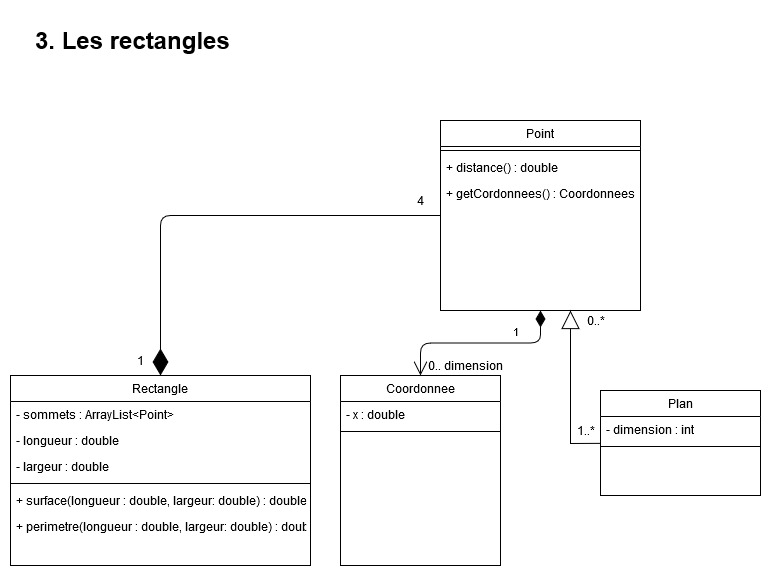 3. Les rectangles
Point
+ distance() : double
+ getCordonnees() : Coordonnees
4
1
0..*
1
0.. dimension
Rectangle
- sommets : ArrayList<Point>
- longueur : double
- largeur : double
+ surface(longueur : double, largeur: double) : double
+ perimetre(longueur : double, largeur: double) : doub
Coordonnee
- x : double
1..*
Plan
- dimension : int